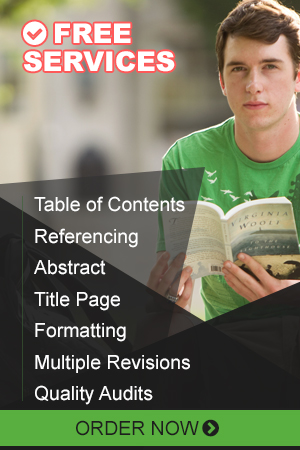 FREE
SERVICES
VIRGINIA
WOOLF
Table of Contents
Referencing
Abstract
Title Page
Formatting
Multiple Revisions
Quality Audits
ORDER NOW